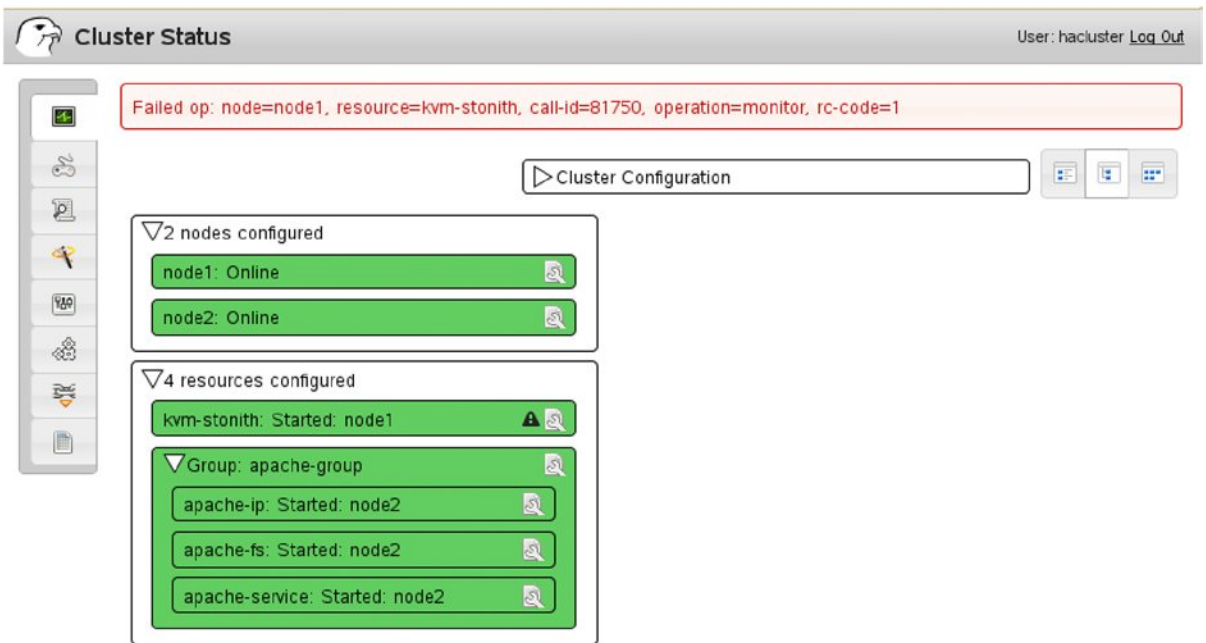 Cluster Status
User: hacluster Log Out
Failed op: node=node1, resource=kvm-stonith, call-id=81750, operation=monitor, rc-code=1
Cluster Configuration
2 nodes configured
node1: Online
node2: Online
4 resources configured
kvm-stonith: Started: node1
Group: apache-group
apache-ip: Started: node2
apache-fs: Started: node2
apache-service: Started: node2